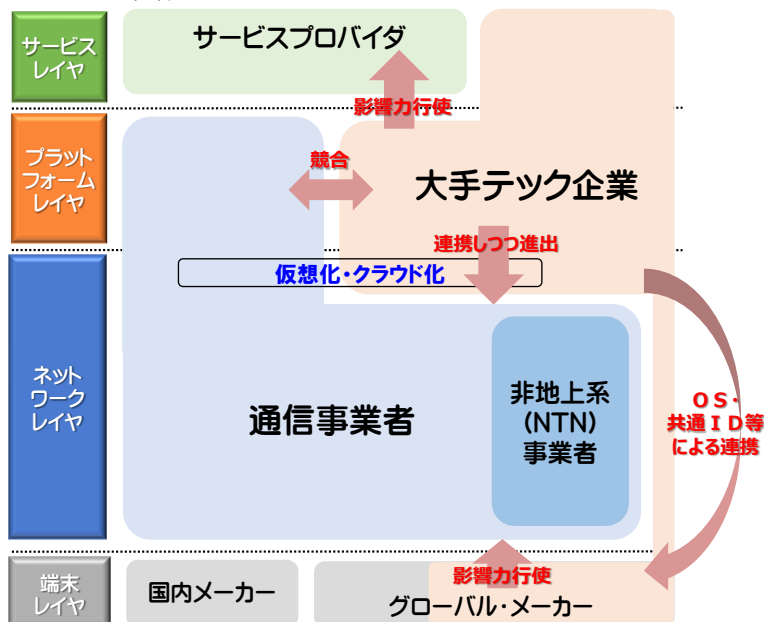 サービス
レイヤ
サービスプロバイダ
影響力行使
プラット
フォーム
レイヤ
競合
大手テック企業
連携しつつ進出
仮想化・クラウド化
ネット
ワーク
レイヤ
通信事業者
非地上系
(NTN)
事業者
ＯＳ・
共通ＩＤ等
による連携
端末
レイヤ
国内メーカー
影響力行使
グローバル・メーカー